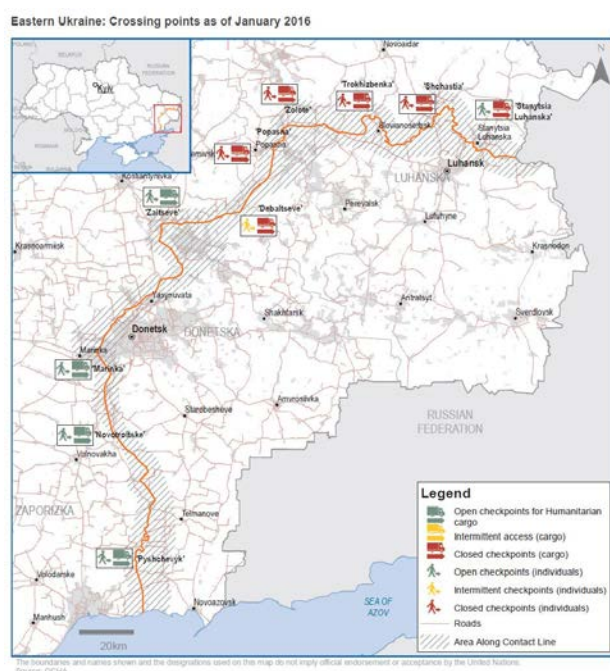 Eastern Ukraine: Crossing points as of January 2016
BELARUS
RUSSIAN
FEDERATION
Kyiv
Novoaidar
N
'Trokhizbenka'
'Shchastia'
'Zolote'
'Stanytsia
Luhanska'
'Popasna'
Popasna
Slovianoserbsk
Stanytsia
Luhanska
Luhansk
LUHANSKA
Kostiantynivka
'Zaitseve'
'Debaltseve'
Perevalsk
Lutuhyne
Krasnoarmiisk
Krasnodon
Yasynuvata
Antratsyt
Shakhtarsk
Sverdlovsk
Donetsk
DONETSKA
Marinka
'Marinka'
Amvrosiivka
Starobesheve
RUSSIAN
FEDERATION
'Novotroitske'
Volnovakha
ZAPORIZKA
Telmanove
'Pyshchevyk'
Volodarske
Novoazovsk
Manhush
SEA OF
AZOV
20km
Legend
Open checkpoints for Humanitarian
cargo
Intermittent access (cargo)
Closed checkpoints (cargo)
Open checkpoints (individuals)
Intermittent checkpoints (individuals)
Closed checkpoints (individuals)
Roads
Area Along Contact Line
The boundaries and names shown and the designations used on this map do not imply official endorsement or acceptance by the United Nations.